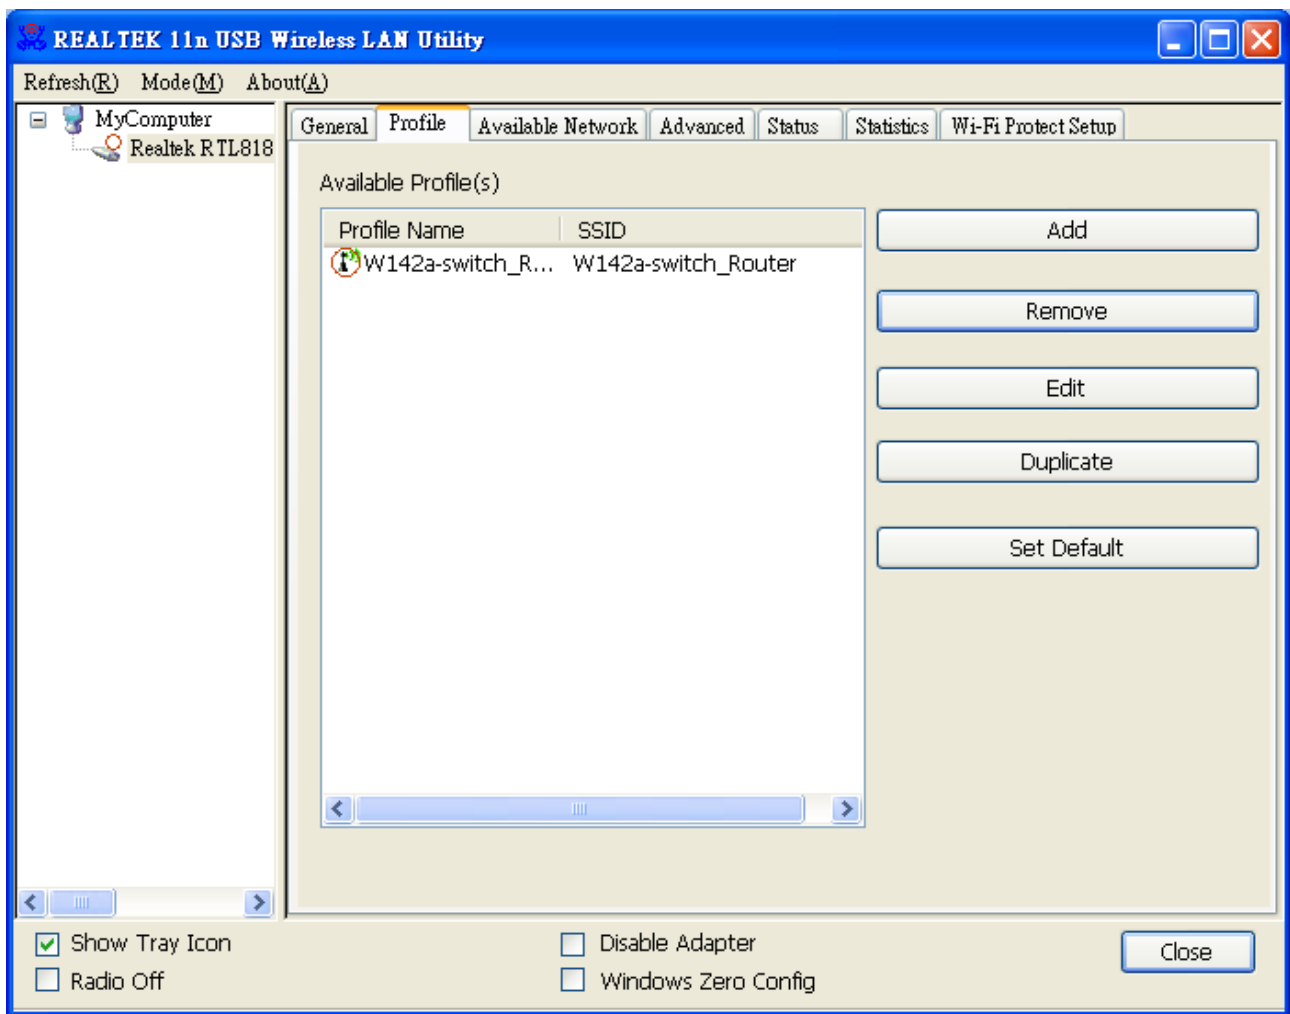 REALTEK 11n USB Wireless LAN Utility
Refresh(R) Mode(M) About(A)
MyComputer
Realtek RTL818
General Profile Available Network Advanced Status Statistics Wi-Fi Protect Setup
Available Profile(s)
Profile Name SSID
W142a-switch_R... W142a-switch_Router
Add
Remove
Edit
Duplicate
Set Default
Show Tray Icon Disable Adapter
Radio Off Windows Zero Config
Close